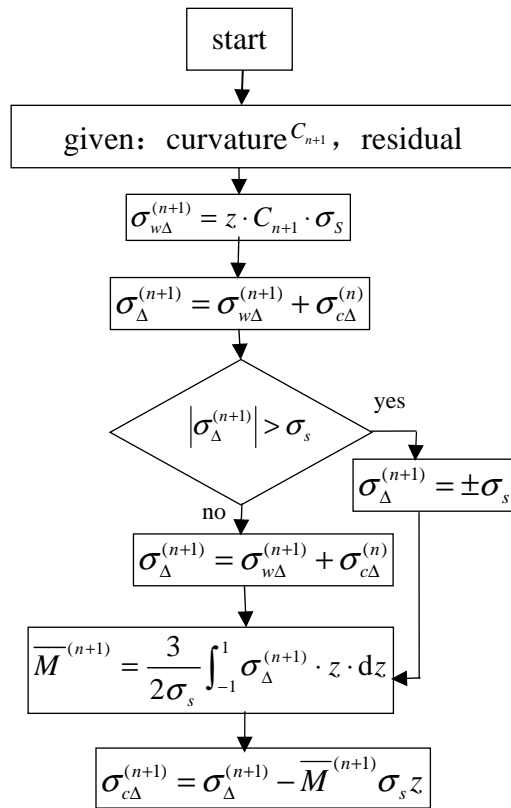 start
given: curvature C_{n+1}, residual
σ_{wΔ}^{(n+1)} = z · C_{n+1} · σ_S
σ_Δ^{(n+1)} = σ_{wΔ}^{(n+1)} + σ_{cΔ}^{(n)}
|σ_Δ^{(n+1)}| > σ_s
yes
σ_Δ^{(n+1)} = ±σ_s
no
σ_Δ^{(n+1)} = σ_{wΔ}^{(n+1)} + σ_{cΔ}^{(n)}
\overline{M}^{(n+1)} = \frac{3}{2σ_s} ∫_{-1}^{1} σ_Δ^{(n+1)} · z · dz
σ_{cΔ}^{(n+1)} = σ_Δ^{(n+1)} − \overline{M}^{(n+1)} σ_s z